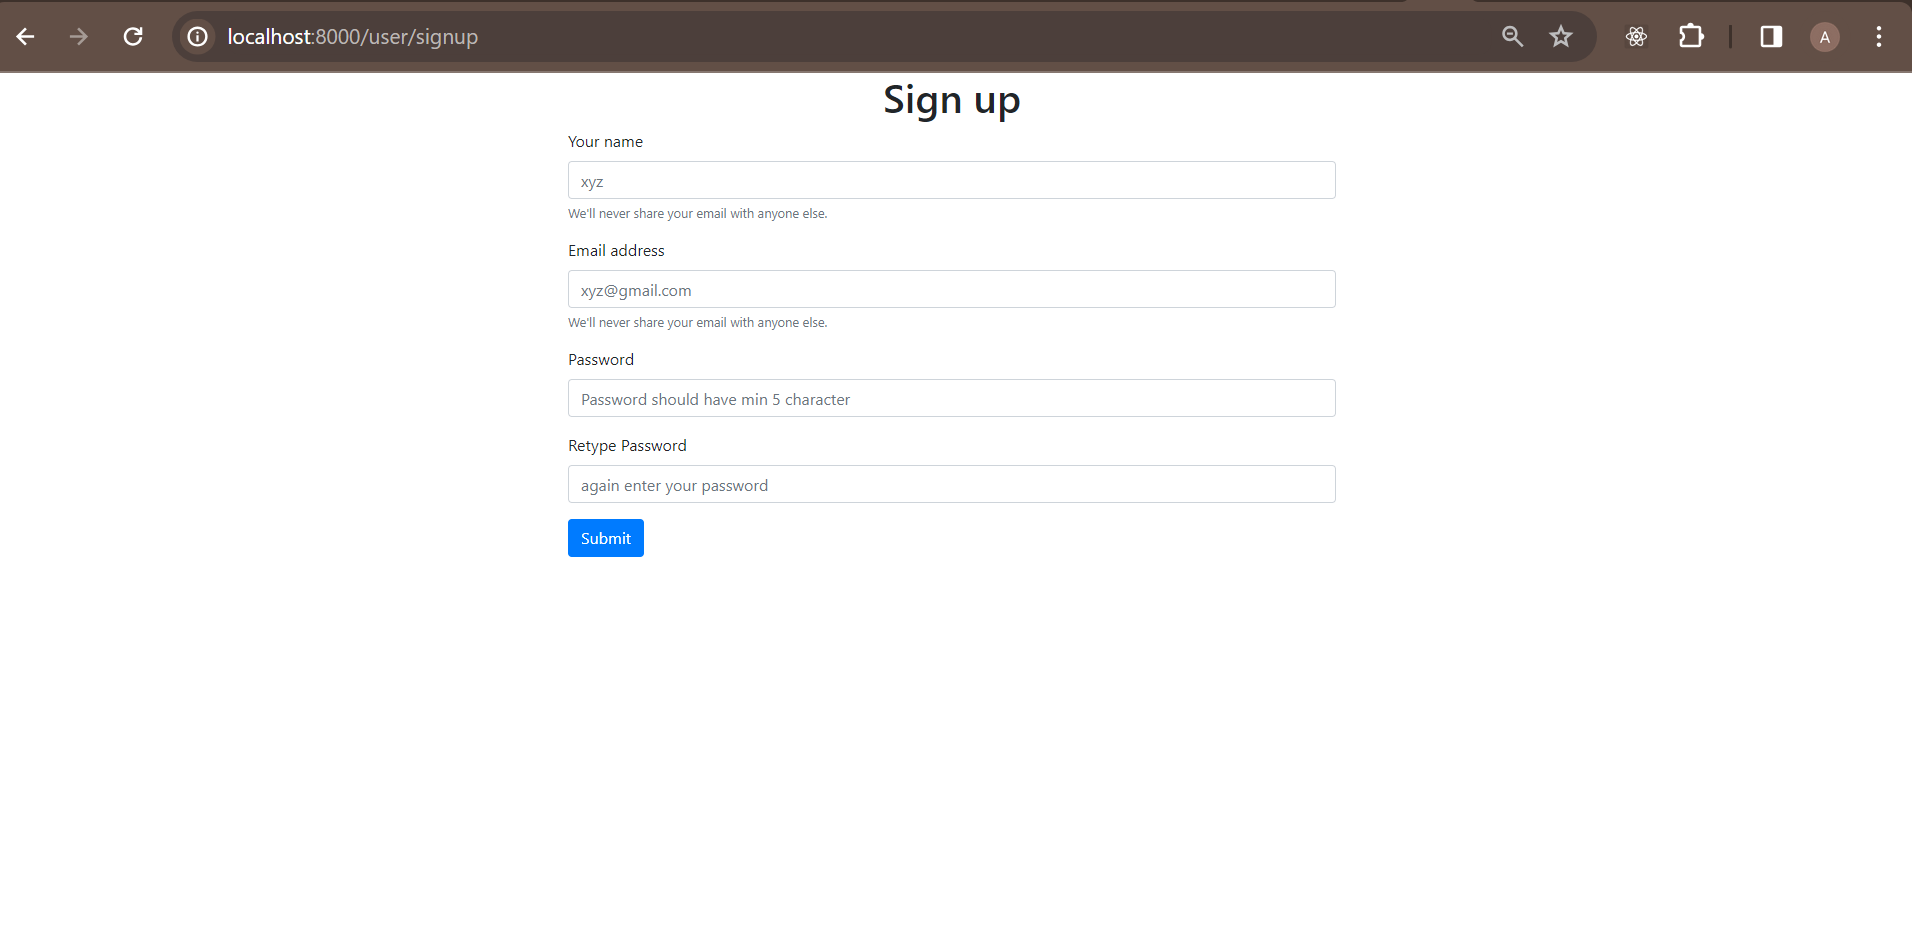 localhost:8000/user/signup
A
Sign up
Your name
xyz
We'll never share your email with anyone else.
Email address
xyz@gmail.com
We'll never share your email with anyone else.
Password
Password should have min 5 character
Retype Password
again enter your password
Submit